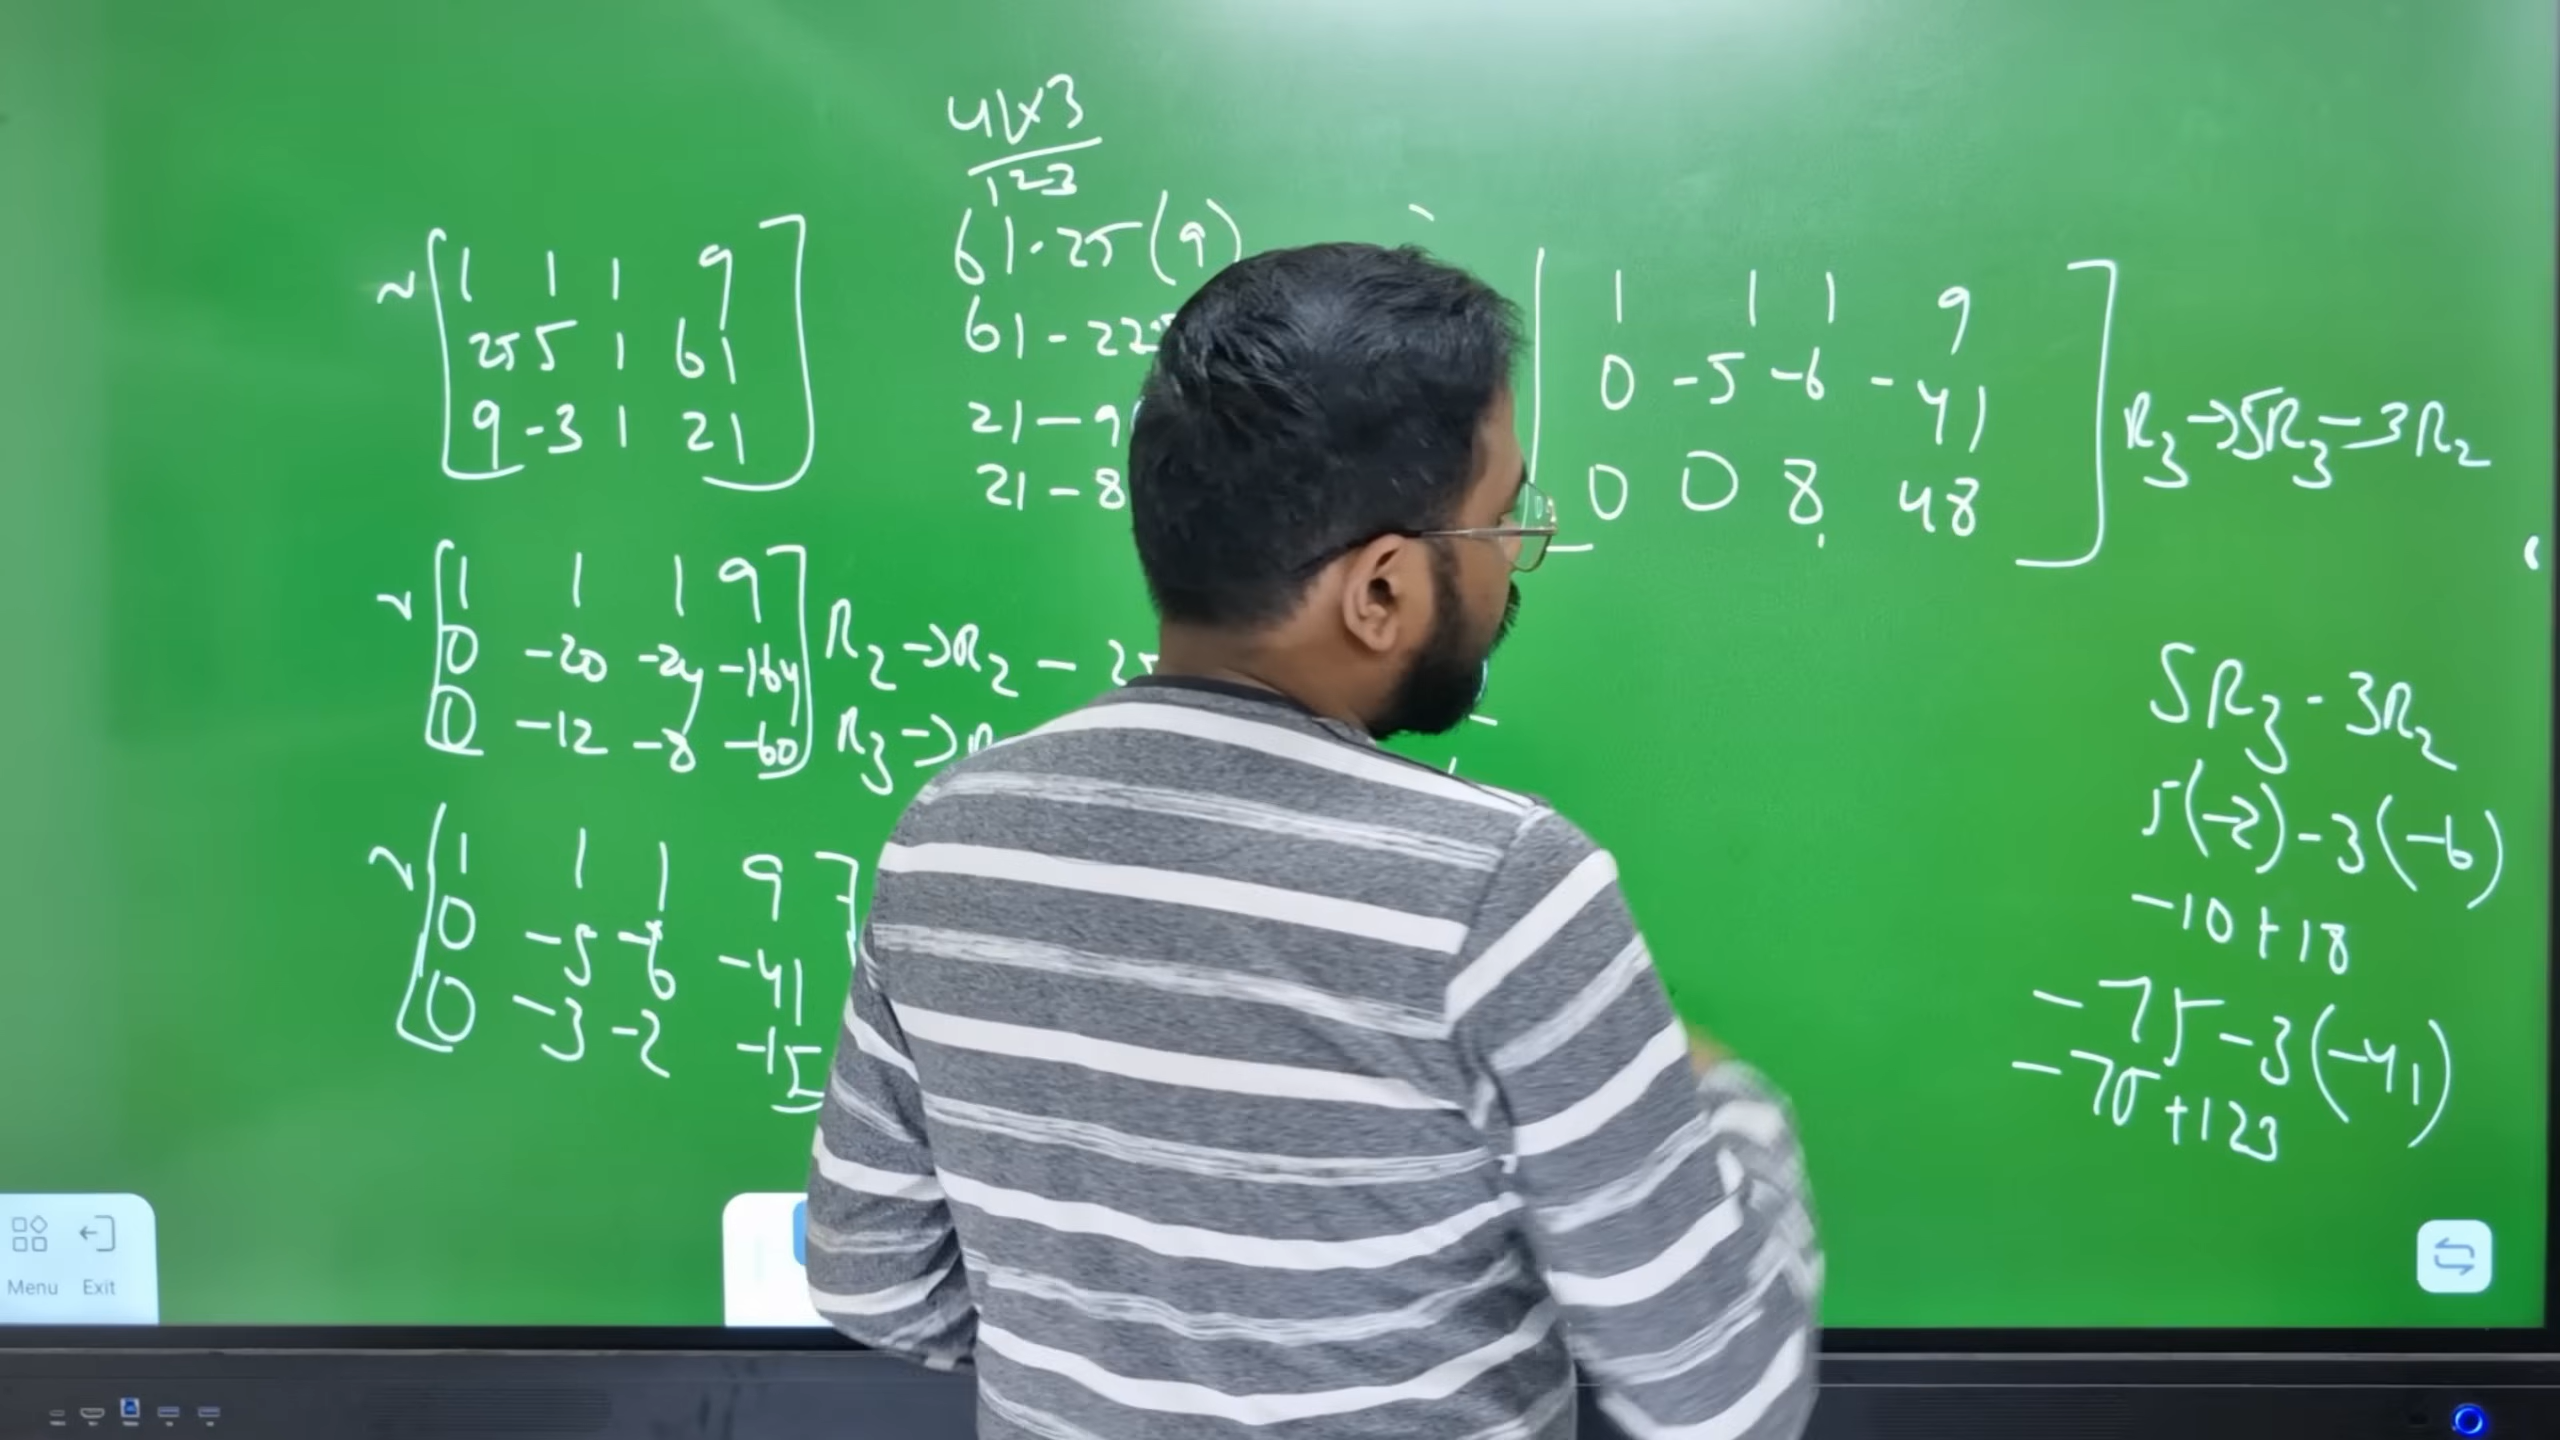 41x3
123
~ [ 1 1 1 9
25 5 1 61
9 -3 1 21 ]
61-25(9)
61-22
21-9
21-8
~ [ 1 1 1 9
0 -20 -24 -164
0 -12 -8 -60 ]
R2→R2-25
R3→R
~ [ 1 1 1 9
0 -5 -6 -41
0 -3 -2 -15
[ 1 1 1 9
0 -5 -6 -41
0 0 8 48 ]
R3→5R3-3R2
5R3-3R2
5(-2)-3(-6)
-10+18
-75-3(-41)
-75+123
Menu Exit